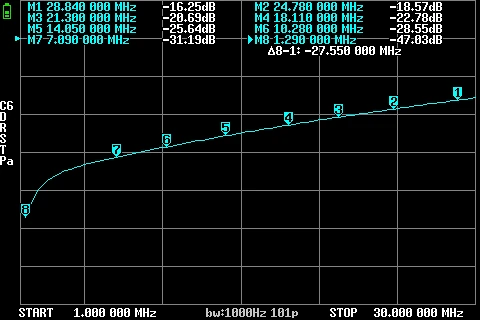 M1 28.840 000 MHz -16.25dB M2 24.780 000 MHz -18.57dB
M3 21.300 000 MHz -20.69dB M4 18.110 000 MHz -22.78dB
M5 14.050 000 MHz -25.64dB M6 10.280 000 MHz -28.55dB
M7 7.090 000 MHz -31.19dB M8 1.290 000 MHz -47.03dB
Δ8-1: -27.550 000 MHz
C6
D
R
S
T
Pa
1
2
3
4
5
6
7
8
START 1.000 000 MHz bw:1000Hz 101p STOP 30.000 000 MHz